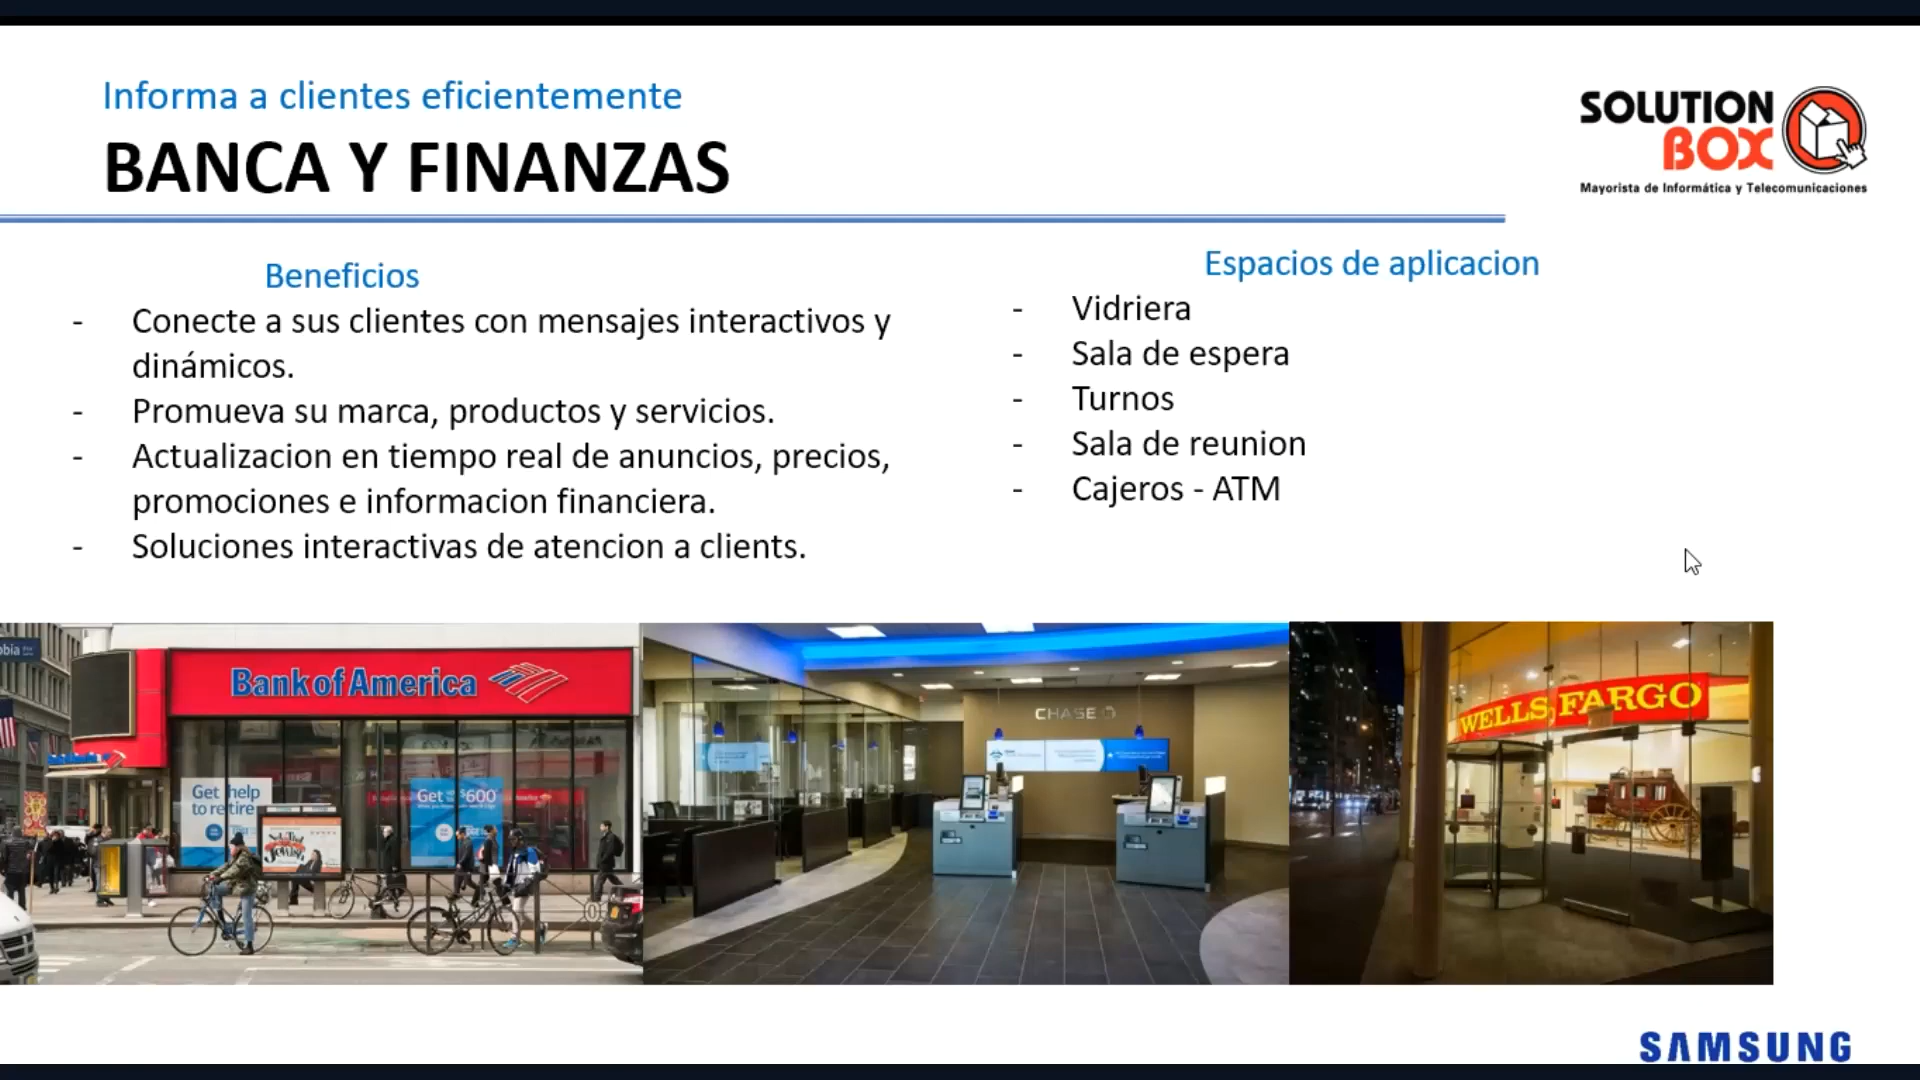 Informa a clientes eficientemente
BANCA Y FINANZAS
SOLUTION
BOX
Mayorista de Informática y Telecomunicaciones
Beneficios
- Conecte a sus clientes con mensajes interactivos y
dinámicos.
- Promueva su marca, productos y servicios.
- Actualizacion en tiempo real de anuncios, precios,
promociones e informacion financiera.
- Soluciones interactivas de atencion a clients.
Espacios de aplicacion
- Vidriera
- Sala de espera
- Turnos
- Sala de reunion
- Cajeros - ATM
Bank of America
Get help
to retire
Get $600
CHASE
WELLS FARGO
SAMSUNG